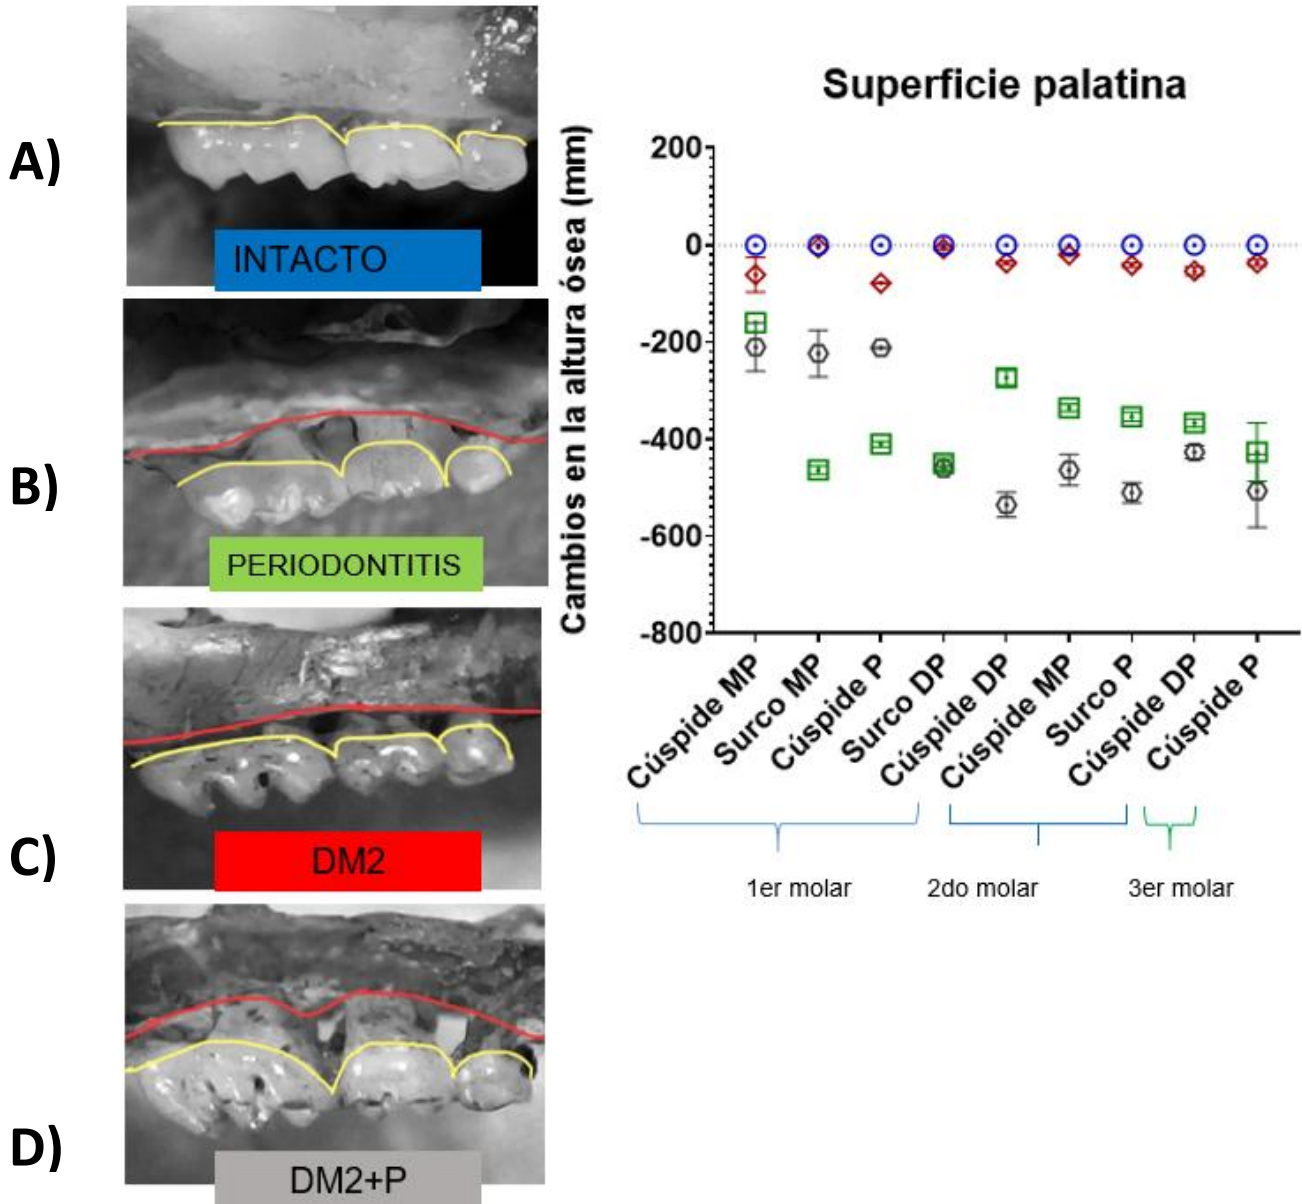 A)
INTACTO
B)
PERIODONTITIS
C)
DM2
D)
DM2+P
Superficie palatina
Cambios en la altura ósea (mm)
200
0
-200
-400
-600
-800
Cúspide MP
Surco MP
Cúspide P
Surco DP
Cúspide DP
Cúspide MP
Surco P
Cúspide DP
Cúspide P
1er molar
2do molar
3er molar